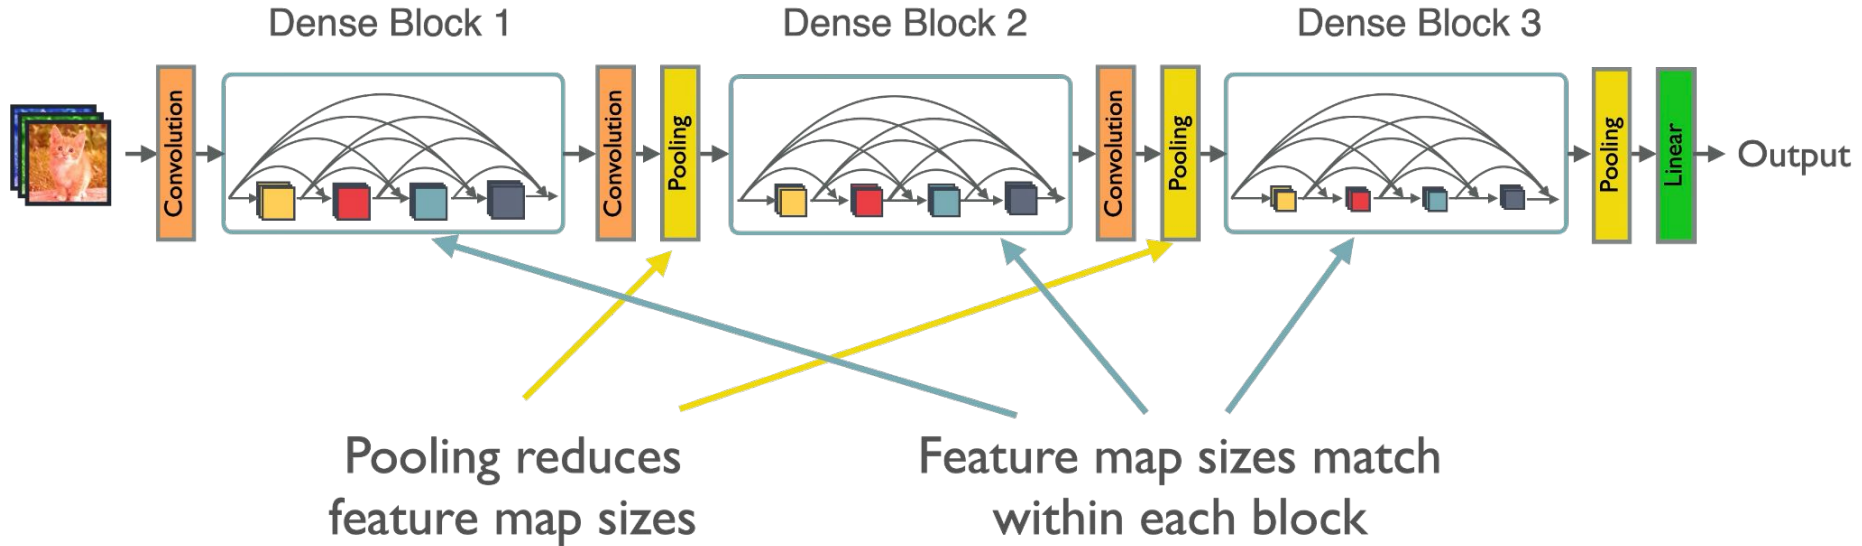 Dense Block 1
Dense Block 2
Dense Block 3
Convolution
Convolution
Pooling
Convolution
Pooling
Pooling
Linear
Output
Pooling reduces
feature map sizes
Feature map sizes match
within each block